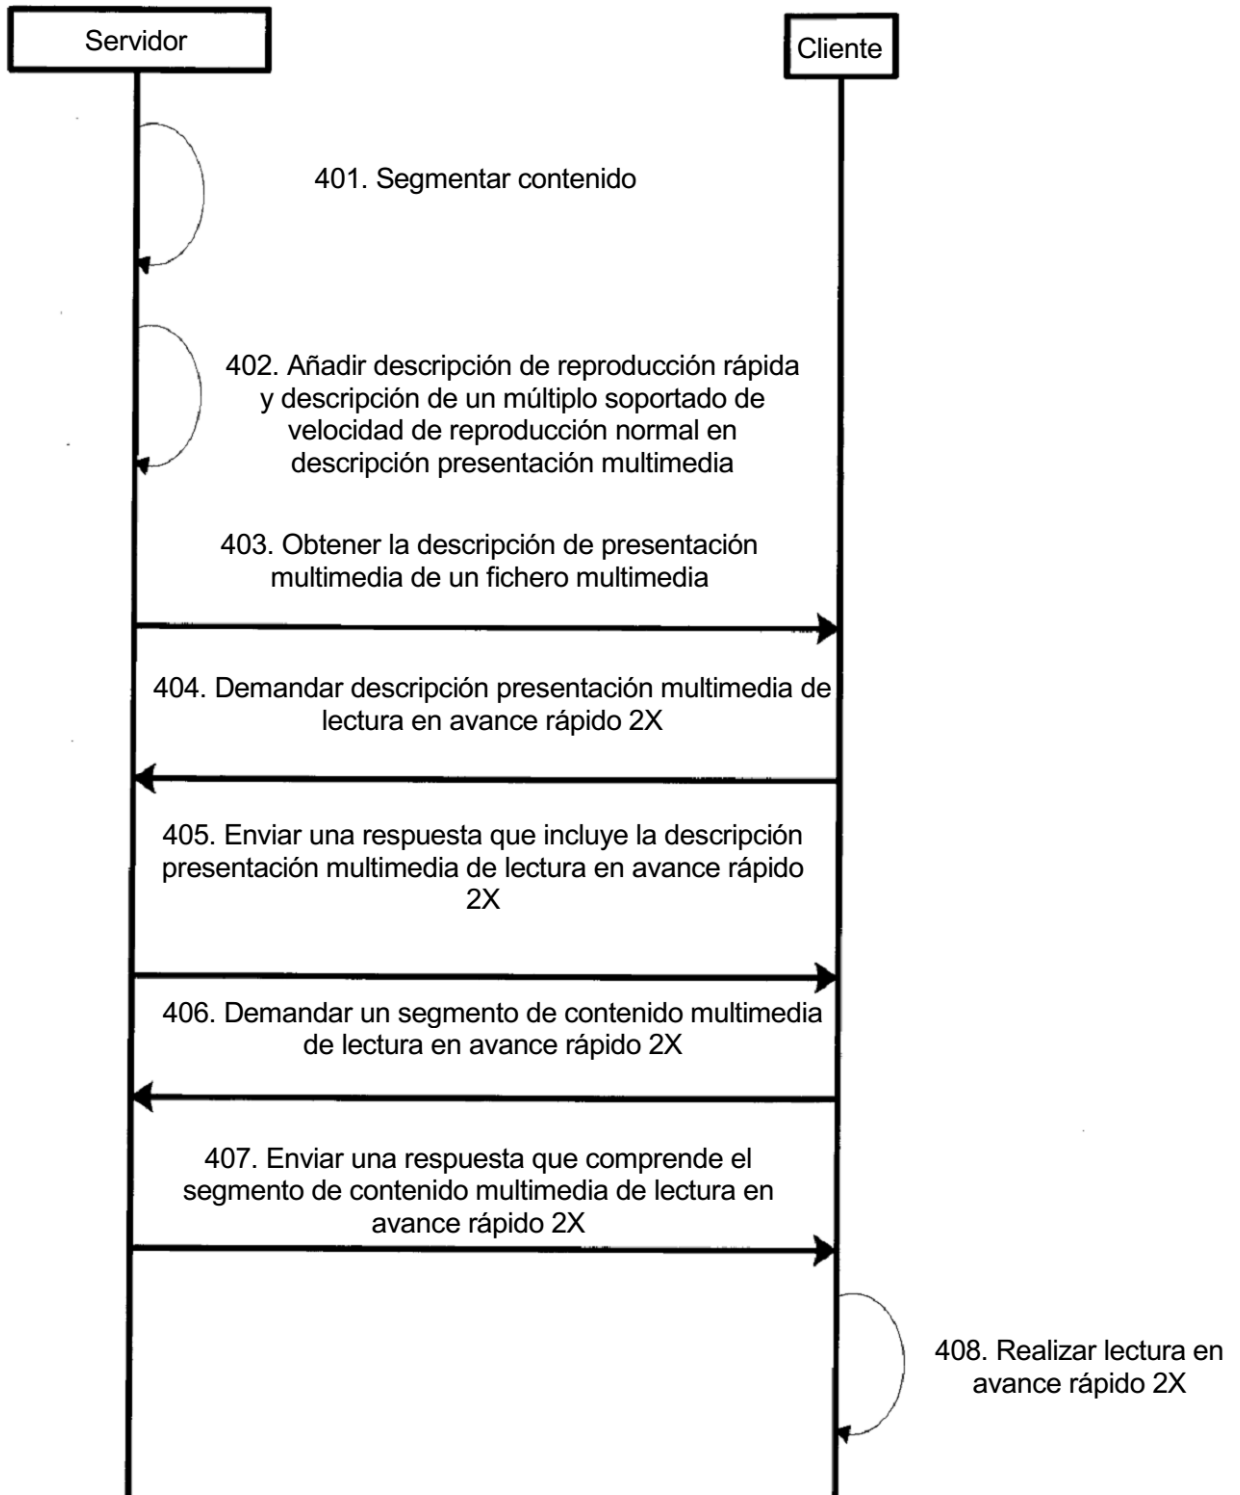 Servidor
Cliente
401. Segmentar contenido
402. Añadir descripción de reproducción rápida
y descripción de un múltiplo soportado de
velocidad de reproducción normal en
descripción presentación multimedia
403. Obtener la descripción de presentación
multimedia de un fichero multimedia
404. Demandar descripción presentación multimedia de
lectura en avance rápido 2X
405. Enviar una respuesta que incluye la descripción
presentación multimedia de lectura en avance rápido
2X
406. Demandar un segmento de contenido multimedia
de lectura en avance rápido 2X
407. Enviar una respuesta que comprende el
segmento de contenido multimedia de lectura en
avance rápido 2X
408. Realizar lectura en
avance rápido 2X